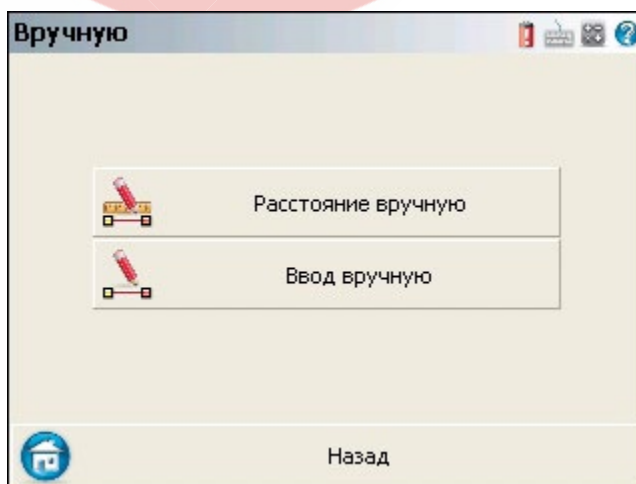 Вручную
Расстояние вручную
Ввод вручную
Назад